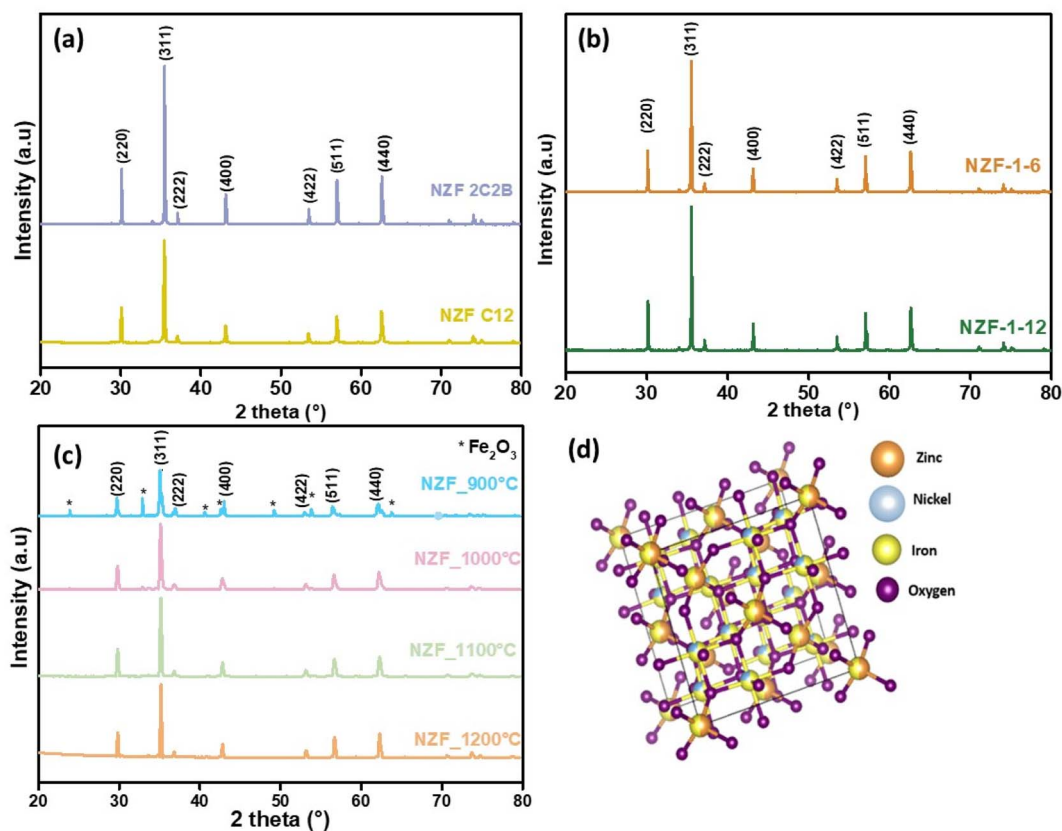 (a)
(311)
(220)
(222)
(400)
(422)
(511)
(440)
NZF 2C2B
NZF C12
Intensity (a.u)
20 30 40 50 60 70 80
2 theta (°)
(b)
(311)
(220)
(222)
(400)
(422)
(511)
(440)
NZF-1-6
NZF-1-12
Intensity (a.u)
20 30 40 50 60 70 80
2 theta (°)
(c)
* Fe₂O₃
(311)
(220)
(222)
(400)
(422)
(511)
(440)
* * * * * * *
NZF_900°C
NZF_1000°C
NZF_1100°C
NZF_1200°C
Intensity (a.u)
20 30 40 50 60 70 80
2 theta (°)
(d)
Zinc
Nickel
Iron
Oxygen